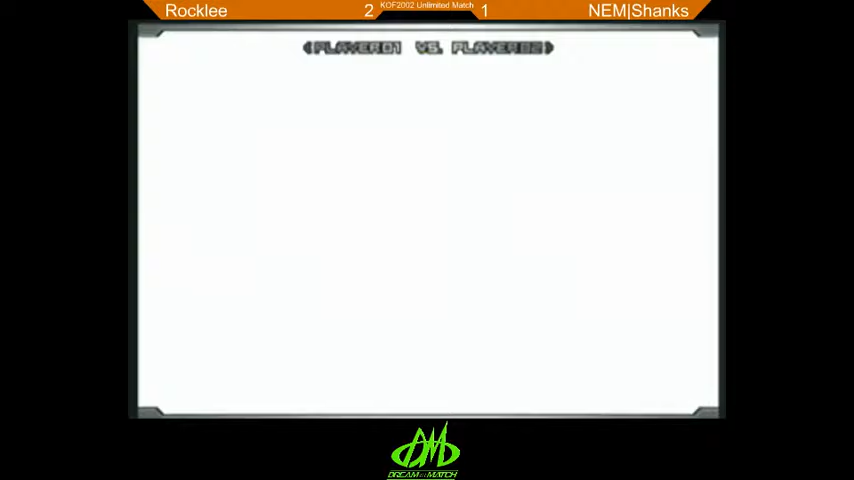 Rocklee 2 KOF2002 Unlimited Match 1 NEM|Shanks
PLAYER01 VS. PLAYER02
DREAM MATCH